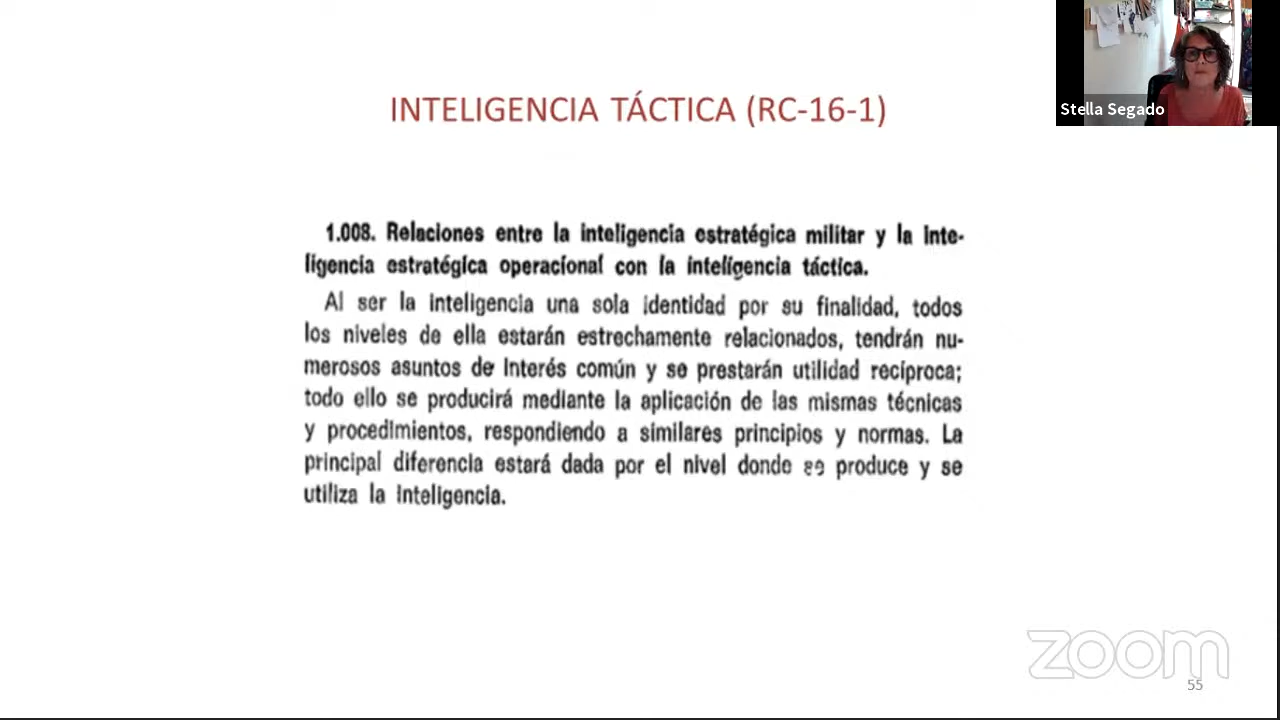 INTELIGENCIA TÁCTICA (RC-16-1)
Stella Segado
1.008. Relaciones entre la inteligencia estratégica militar y la inte-
ligencia estratégica operacional con la inteligencia táctica.
Al ser la inteligencia una sola identidad por su finalidad, todos
los niveles de ella estarán estrechamente relacionados, tendrán nu-
merosos asuntos de interés común y se prestarán utilidad recíproca;
todo ello se producirá mediante la aplicación de las mismas técnicas
y procedimientos, respondiendo a similares principios y normas. La
principal diferencia estará dada por el nivel donde se produce y se
utiliza la inteligencia.
zoom
55